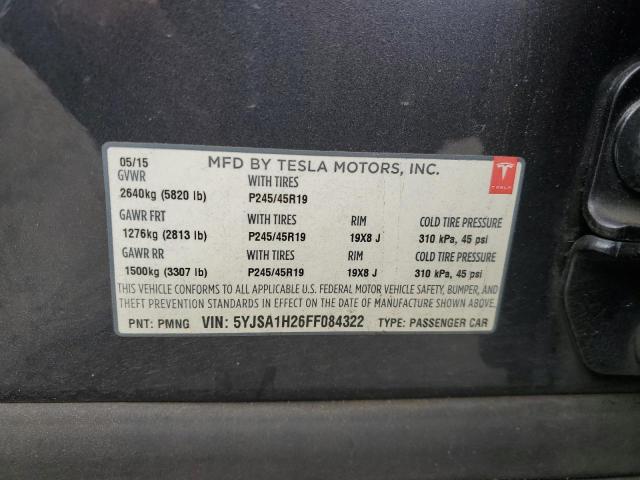 05/15 MFD BY TESLA MOTORS, INC.
GVWR WITH TIRES
2640kg (5820 lb) P245/45R19
GAWR FRT WITH TIRES RIM COLD TIRE PRESSURE
1276kg (2813 lb) P245/45R19 19X8 J 310 kPa, 45 psi
GAWR RR WITH TIRES RIM COLD TIRE PRESSURE
1500kg (3307 lb) P245/45R19 19X8 J 310 kPa, 45 psi
THIS VEHICLE CONFORMS TO ALL APPLICABLE U.S. FEDERAL MOTOR VEHICLE SAFETY, BUMPER, AND
THEFT PREVENTION STANDARDS IN EFFECT ON THE DATE OF MANUFACTURE SHOWN ABOVE.
PNT: PMNG VIN: 5YJSA1H26FF084322 TYPE: PASSENGER CAR
TESLA